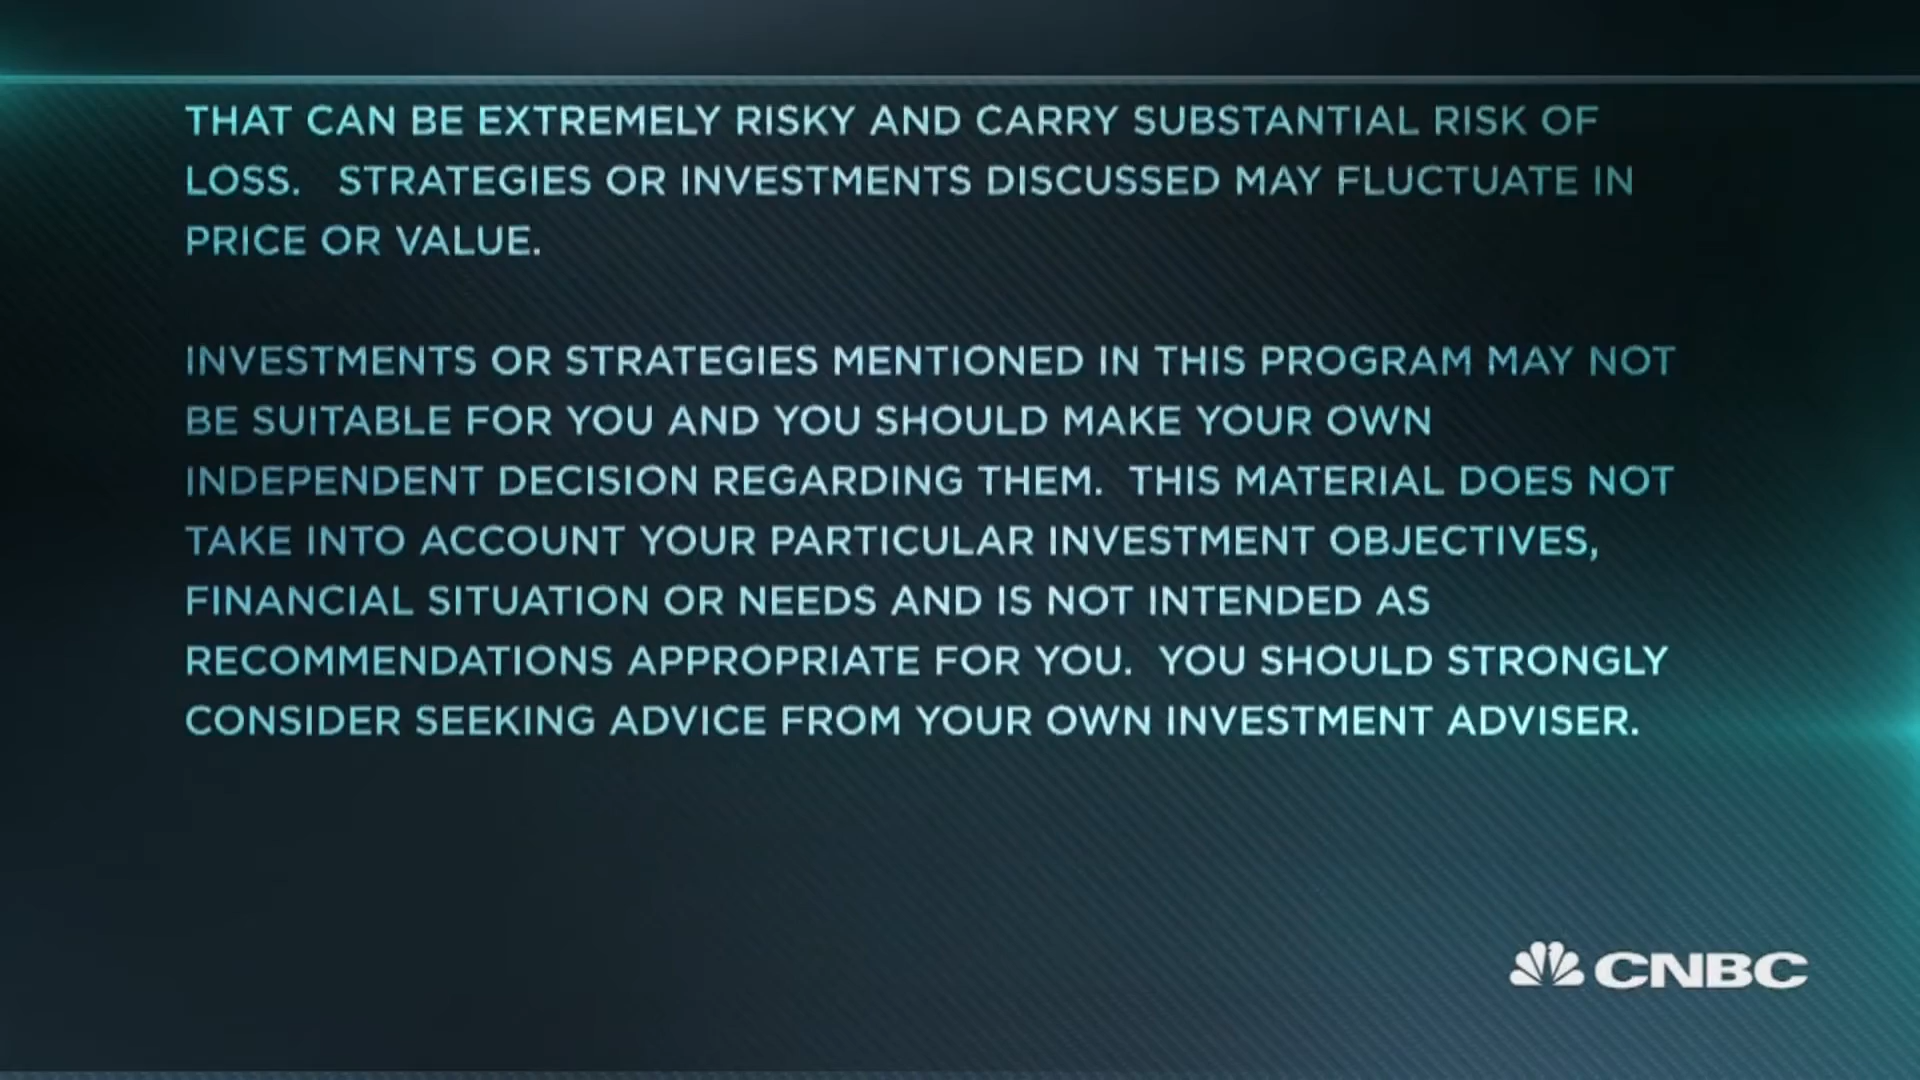 THAT CAN BE EXTREMELY RISKY AND CARRY SUBSTANTIAL RISK OF
LOSS.   STRATEGIES OR INVESTMENTS DISCUSSED MAY FLUCTUATE IN
PRICE OR VALUE.
INVESTMENTS OR STRATEGIES MENTIONED IN THIS PROGRAM MAY NOT
BE SUITABLE FOR YOU AND YOU SHOULD MAKE YOUR OWN
INDEPENDENT DECISION REGARDING THEM.  THIS MATERIAL DOES NOT
TAKE INTO ACCOUNT YOUR PARTICULAR INVESTMENT OBJECTIVES,
FINANCIAL SITUATION OR NEEDS AND IS NOT INTENDED AS
RECOMMENDATIONS APPROPRIATE FOR YOU.  YOU SHOULD STRONGLY
CONSIDER SEEKING ADVICE FROM YOUR OWN INVESTMENT ADVISER.
CNBC